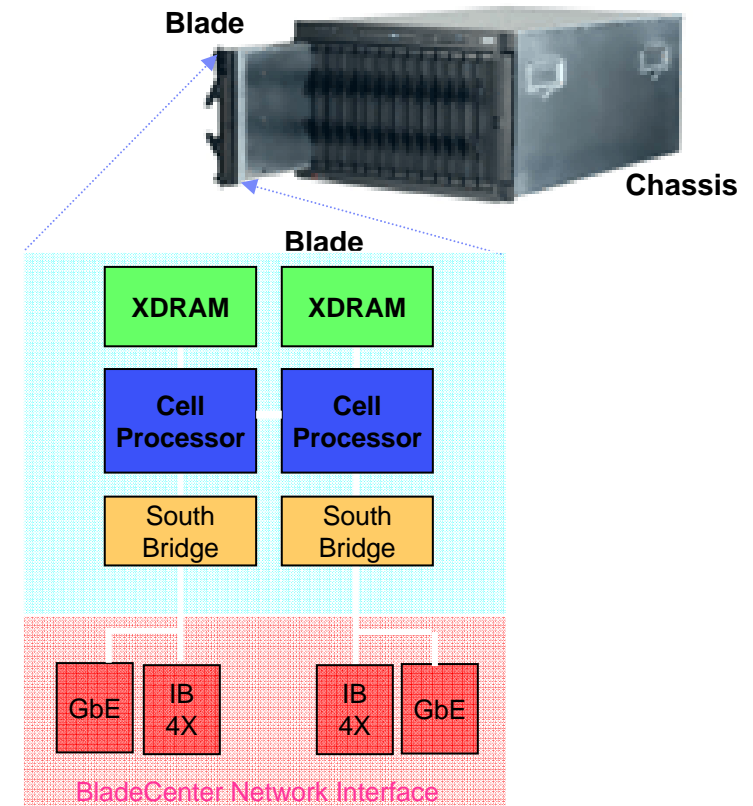 Blade
Chassis
Blade
XDRAM
XDRAM
Cell
Processor
Cell
Processor
South
Bridge
South
Bridge
GbE
IB
4X
IB
4X
GbE
BladeCenter Network Interface